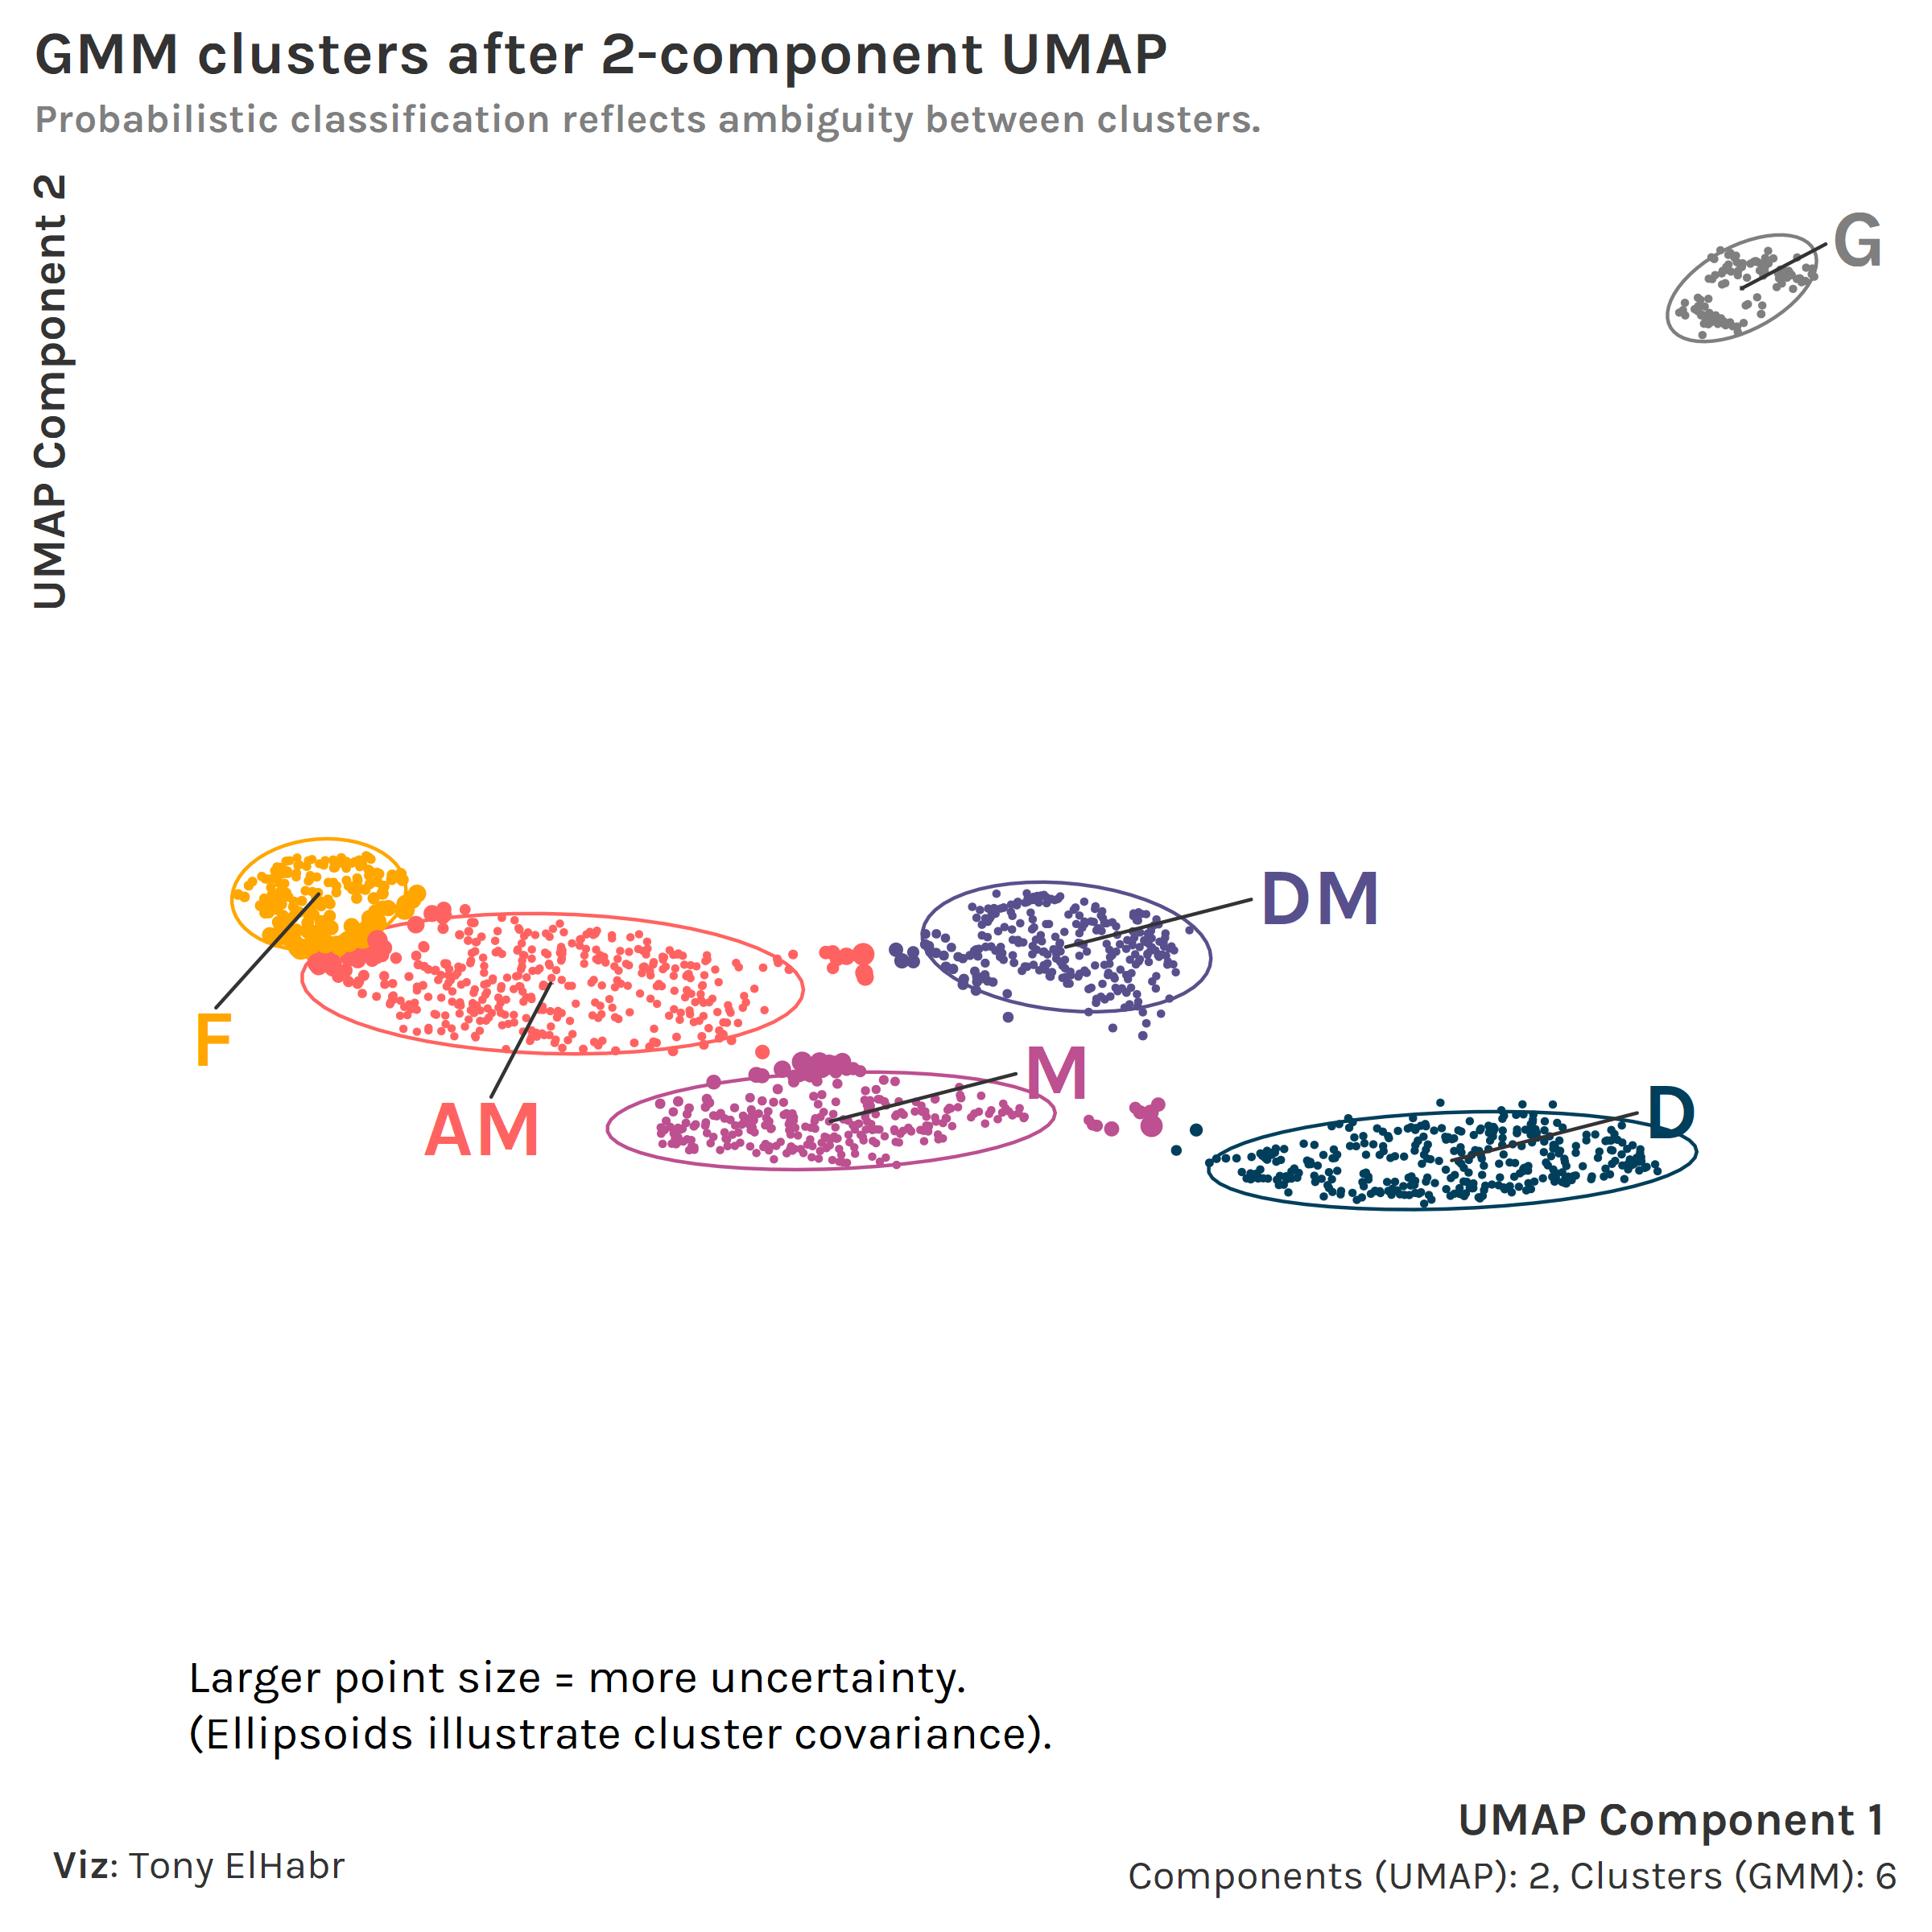 GMM clusters after 2-component UMAP
Probabilistic classification reflects ambiguity between clusters.
UMAP Component 2
G
DM
F
M
AM
D
Larger point size = more uncertainty.
(Ellipsoids illustrate cluster covariance).
UMAP Component 1
Viz: Tony ElHabr
Components (UMAP): 2, Clusters (GMM): 6